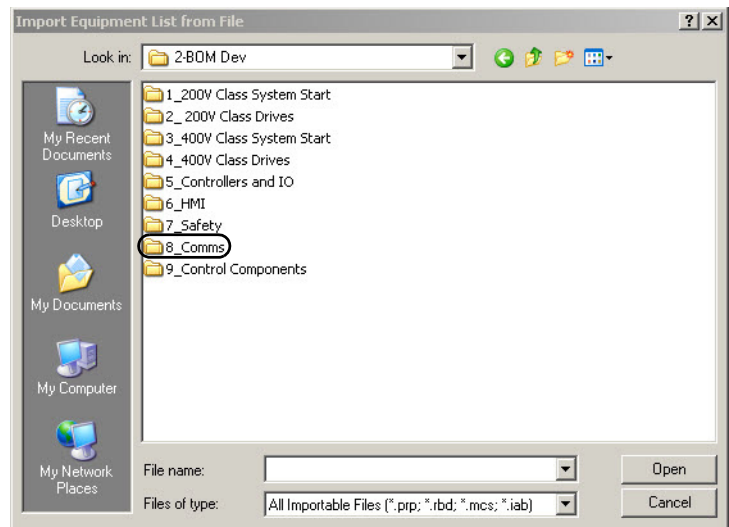 Import Equipment List from File
Look in: 2-BOM Dev
1_200V Class System Start
2_ 200V Class Drives
3_400V Class System Start
4_400V Class Drives
5_Controllers and IO
6_HMI
7_Safety
8_Comms
9_Control Components
My Recent
Documents
Desktop
My Documents
My Computer
My Network
Places
File name:
Open
Files of type: All Importable Files (*.prp; *.rbd; *.mcs; *.iab)
Cancel